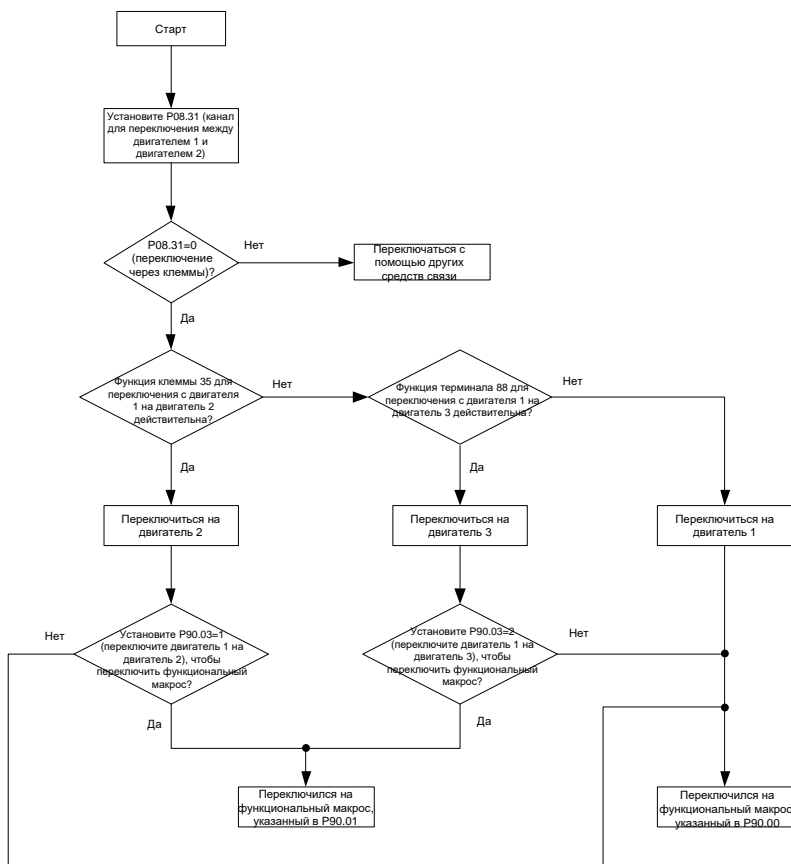 Старт
Установите P08.31 (канал
для переключения между
двигателем 1 и
двигателем 2)
P08.31=0
(переключение
через клеммы)?
Нет
Переключаться с
помощью других
средств связи
Да
Функция клеммы 35 для
переключения с двигателя
1 на двигатель 2
действительна?
Нет
Функция терминала 88 для
переключения с двигателя 1 на
двигатель 3 действительна?
Нет
Да
Да
Переключиться на
двигатель 2
Переключиться на
двигатель 3
Переключиться на
двигатель 1
Нет
Установите P90.03=1
(переключите двигатель 1 на
двигатель 2), чтобы
переключить функциональный
макрос?
Установите P90.03=2
(переключите двигатель 1 на
двигатель 3), чтобы
переключить функциональный
макрос?
Нет
Да
Да
Переключился на
функциональный макрос,
указанный в P90.01
Переключился на
функциональный макрос,
указанный в P90.00